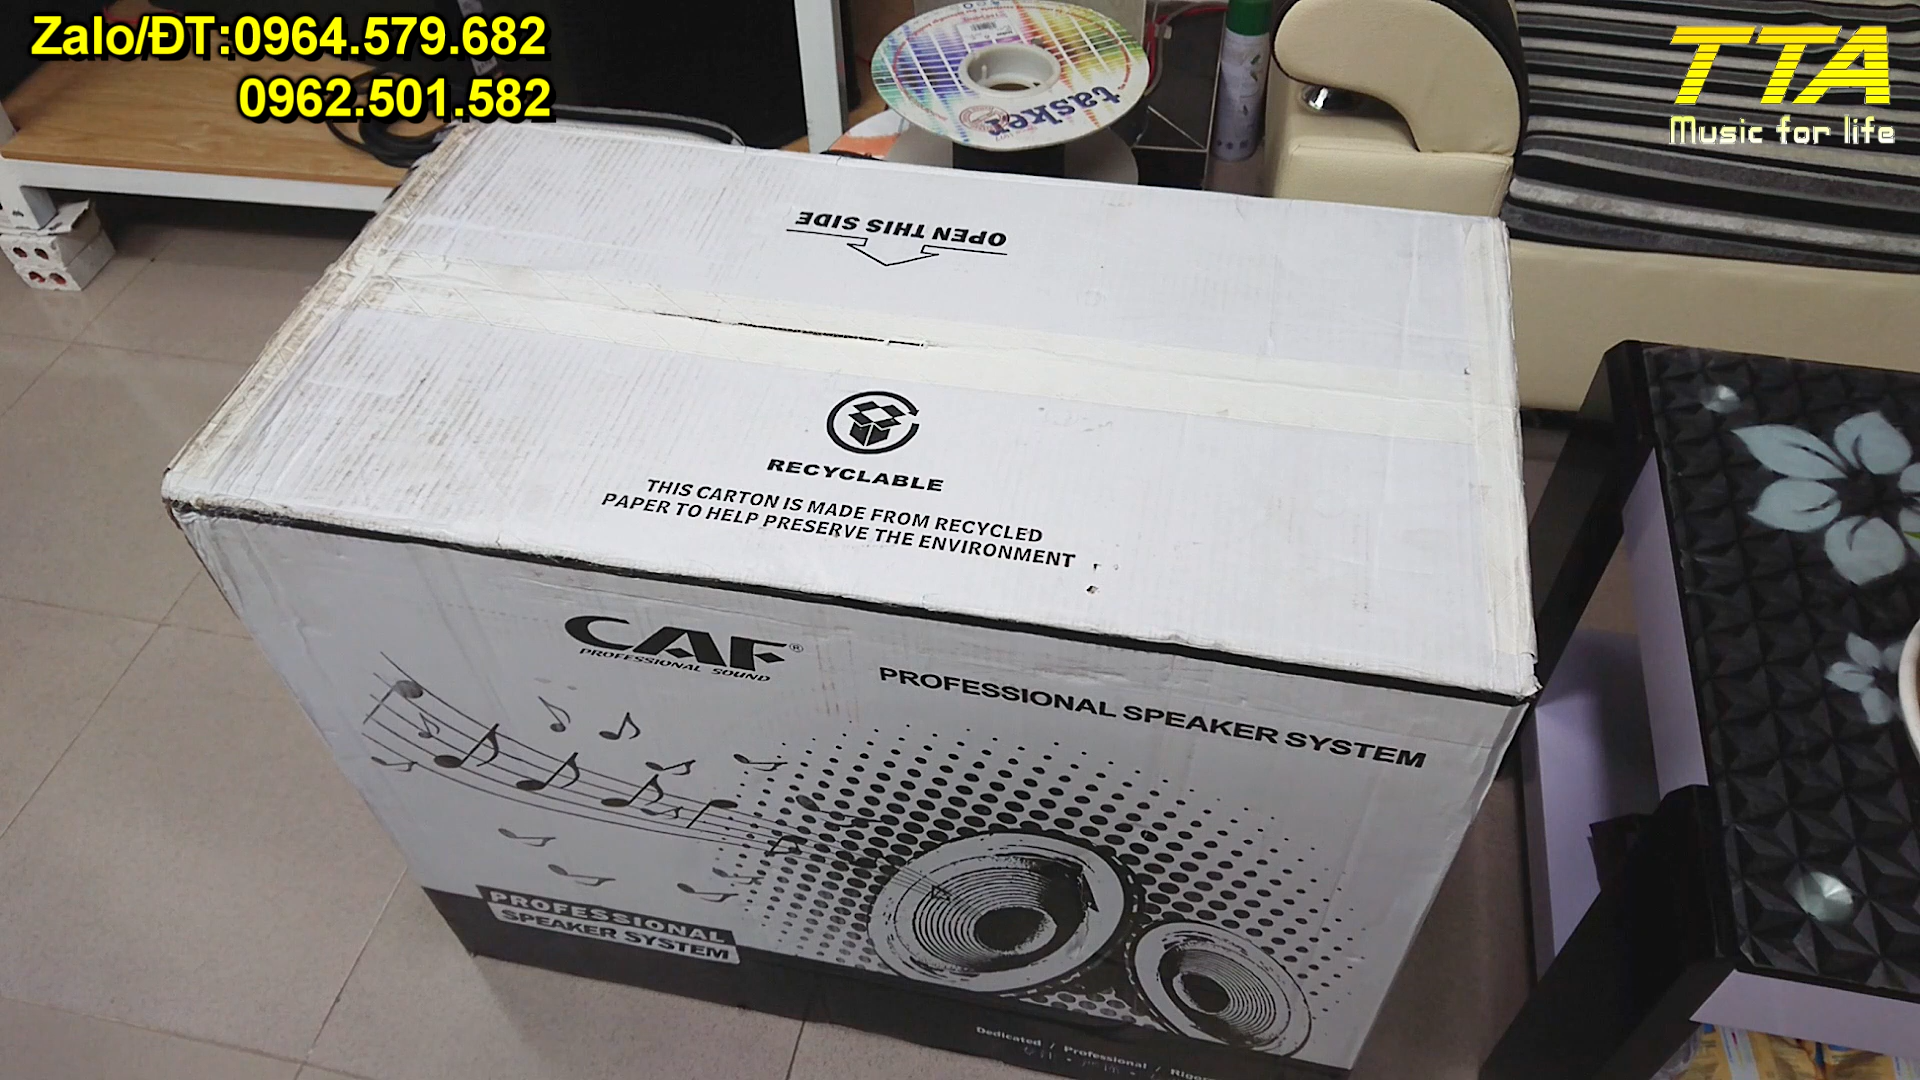 Zalo/ĐT:0964.579.682
0962.501.582
TTA
Music for life
tasker
OPEN THIS SIDE
RECYCLABLE
THIS CARTON IS MADE FROM RECYCLED
PAPER TO HELP PRESERVE THE ENVIRONMENT
CAF®
PROFESSIONAL SOUND
PROFESSIONAL SPEAKER SYSTEM
PROFESSIONAL
SPEAKER SYSTEM
Dedicated / Professional /